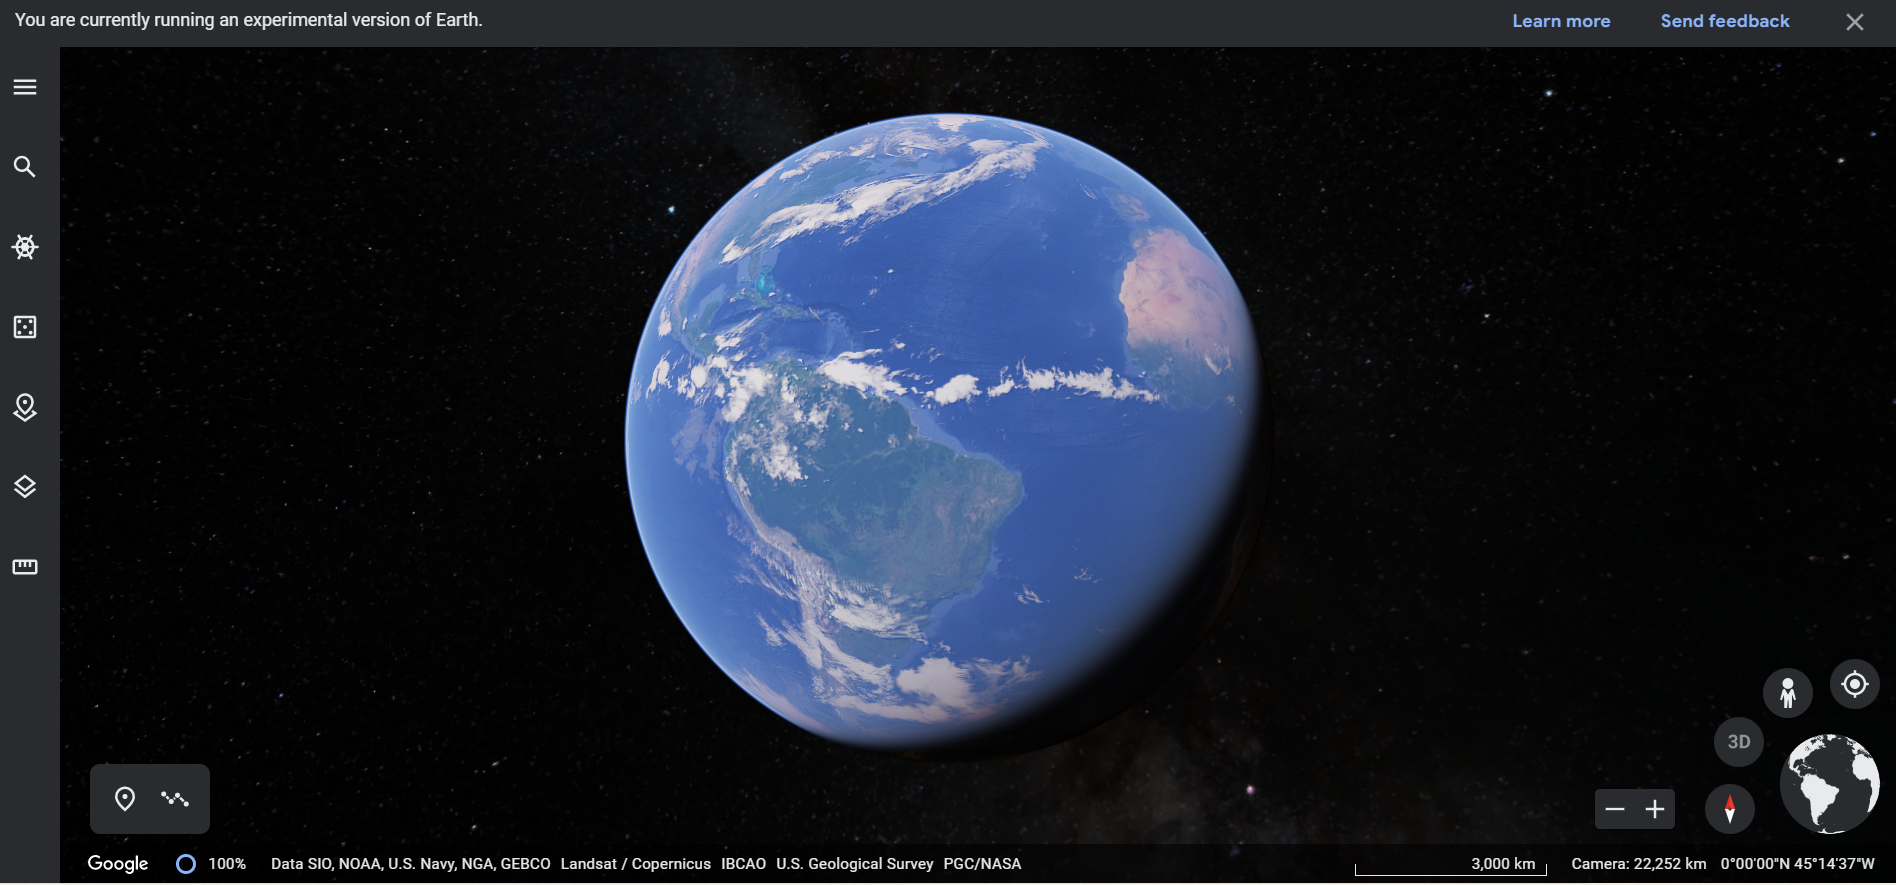 You are currently running an experimental version of Earth.
Learn more
Send feedback
3D
Google
100%
Data SIO, NOAA, U.S. Navy, NGA, GEBCO Landsat / Copernicus IBCAO U.S. Geological Survey PGC/NASA
3,000 km
Camera: 22,252 km 0°00'00"N 45°14'37"W